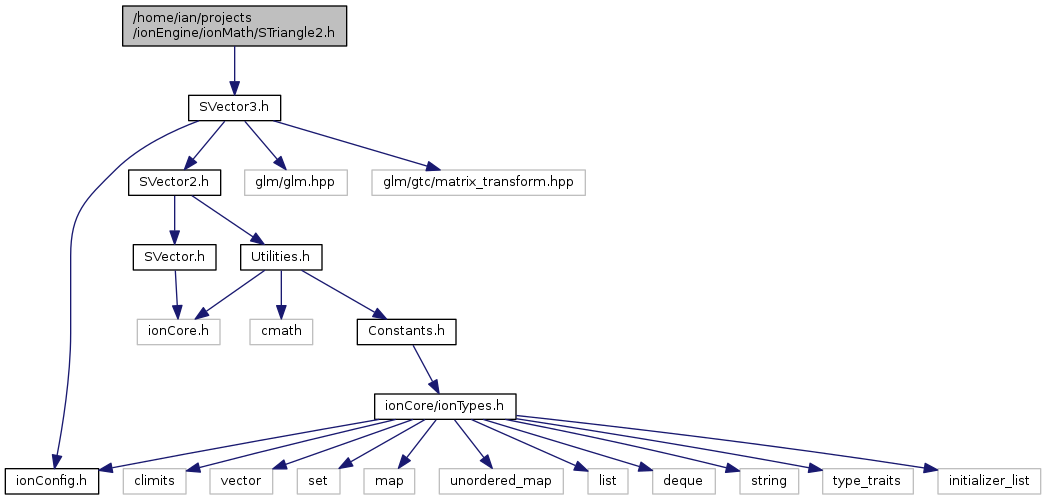 /home/ian/projects
/ionEngine/ionMath/STriangle2.h
SVector3.h
SVector2.h
glm/glm.hpp
glm/gtc/matrix_transform.hpp
SVector.h
Utilities.h
ionCore.h
cmath
Constants.h
ionCore/ionTypes.h
ionConfig.h
climits
vector
set
map
unordered_map
list
deque
string
type_traits
initializer_list